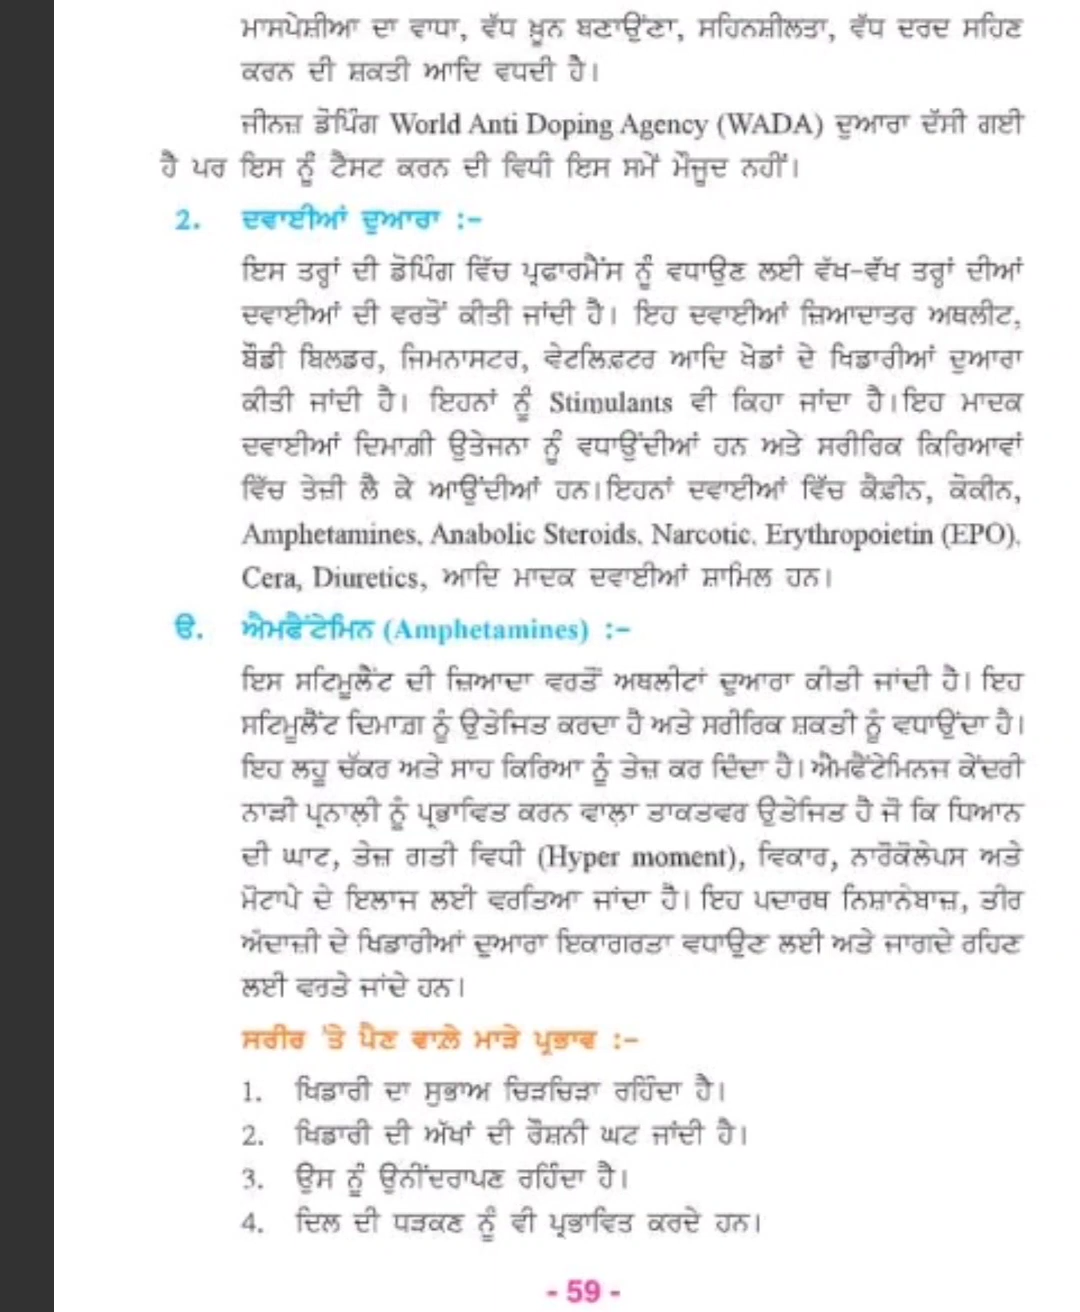 ਮਾਸਪੇਸ਼ੀਆ ਦਾ ਵਾਧਾ, ਵੱਧ ਖ਼ੂਨ ਬਣਾਉਂਣਾ, ਸਹਿਨਸ਼ੀਲਤਾ, ਵੱਧ ਦਰਦ ਸਹਿਣ
ਕਰਨ ਦੀ ਸ਼ਕਤੀ ਆਦਿ ਵਧਦੀ ਹੈ।
ਜੀਨਜ਼ ਡੋਪਿੰਗ World Anti Doping Agency (WADA) ਦੁਆਰਾ ਦੱਸੀ ਗਈ
ਹੈ ਪਰ ਇਸ ਨੂੰ ਟੈਸਟ ਕਰਨ ਦੀ ਵਿਧੀ ਇਸ ਸਮੇਂ ਮੌਜੂਦ ਨਹੀਂ।
2. ਦਵਾਈਆਂ ਦੁਆਰਾ :-
ਇਸ ਤਰ੍ਹਾਂ ਦੀ ਡੋਪਿੰਗ ਵਿੱਚ ਪ੍ਰਫਾਰਮੈਂਸ ਨੂੰ ਵਧਾਉਣ ਲਈ ਵੱਖ-ਵੱਖ ਤਰ੍ਹਾਂ ਦੀਆਂ
ਦਵਾਈਆਂ ਦੀ ਵਰਤੋਂ ਕੀਤੀ ਜਾਂਦੀ ਹੈ। ਇਹ ਦਵਾਈਆਂ ਜ਼ਿਆਦਾਤਰ ਅਥਲੀਟ,
ਬੌਡੀ ਬਿਲਡਰ, ਜਿਮਨਾਸਟਰ, ਵੇਟਲਿਫ਼ਟਰ ਆਦਿ ਖੇਡਾਂ ਦੇ ਖਿਡਾਰੀਆਂ ਦੁਆਰਾ
ਕੀਤੀ ਜਾਂਦੀ ਹੈ। ਇਹਨਾਂ ਨੂੰ Stimulants ਵੀ ਕਿਹਾ ਜਾਂਦਾ ਹੈ।ਇਹ ਮਾਦਕ
ਦਵਾਈਆਂ ਦਿਮਾਗ਼ੀ ਉਤੇਜਨਾ ਨੂੰ ਵਧਾਉਂਦੀਆਂ ਹਨ ਅਤੇ ਸਰੀਰਿਕ ਕਿਰਿਆਵਾਂ
ਵਿੱਚ ਤੇਜ਼ੀ ਲੈ ਕੇ ਆਉਂਦੀਆਂ ਹਨ।ਇਹਨਾਂ ਦਵਾਈਆਂ ਵਿੱਚ ਕੈਫ਼ੀਨ, ਕੋਕੀਨ,
Amphetamines, Anabolic Steroids, Narcotic, Erythropoietin (EPO),
Cera, Diuretics, ਆਦਿ ਮਾਦਕ ਦਵਾਈਆਂ ਸ਼ਾਮਿਲ ਹਨ।
ੳ. ਐਮਫੈਂਟੇਮਿਨ (Amphetamines) :-
ਇਸ ਸਟਿਮੂਲੈਂਟ ਦੀ ਜ਼ਿਆਦਾ ਵਰਤੋਂ ਅਥਲੀਟਾਂ ਦੁਆਰਾ ਕੀਤੀ ਜਾਂਦੀ ਹੈ। ਇਹ
ਸਟਿਮੂਲੈਂਟ ਦਿਮਾਗ਼ ਨੂੰ ਉਤੇਜਿਤ ਕਰਦਾ ਹੈ ਅਤੇ ਸਰੀਰਿਕ ਸ਼ਕਤੀ ਨੂੰ ਵਧਾਉਂਦਾ ਹੈ।
ਇਹ ਲਹੂ ਚੱਕਰ ਅਤੇ ਸਾਹ ਕਿਰਿਆ ਨੂੰ ਤੇਜ਼ ਕਰ ਦਿੰਦਾ ਹੈ। ਐਮਫੈਂਟੇਮਿਨਜ ਕੇਂਦਰੀ
ਨਾੜੀ ਪ੍ਰਨਾਲ਼ੀ ਨੂੰ ਪ੍ਰਭਾਵਿਤ ਕਰਨ ਵਾਲ਼ਾ ਤਾਕਤਵਰ ਉਤੇਜਿਤ ਹੈ ਜੋ ਕਿ ਧਿਆਨ
ਦੀ ਘਾਟ, ਤੇਜ਼ ਗਤੀ ਵਿਧੀ (Hyper moment), ਵਿਕਾਰ, ਨਾਰੋਕੋਲੇਪਸ ਅਤੇ
ਮੋਟਾਪੇ ਦੇ ਇਲਾਜ ਲਈ ਵਰਤਿਆ ਜਾਂਦਾ ਹੈ। ਇਹ ਪਦਾਰਥ ਨਿਸ਼ਾਨੇਬਾਜ਼, ਤੀਰ
ਅੰਦਾਜ਼ੀ ਦੇ ਖਿਡਾਰੀਆਂ ਦੁਆਰਾ ਇਕਾਗਰਤਾ ਵਧਾਉਣ ਲਈ ਅਤੇ ਜਾਗਦੇ ਰਹਿਣ
ਲਈ ਵਰਤੇ ਜਾਂਦੇ ਹਨ।
ਸਰੀਰ 'ਤੇ ਪੈਣ ਵਾਲ਼ੇ ਮਾੜੇ ਪ੍ਰਭਾਵ :-
1. ਖਿਡਾਰੀ ਦਾ ਸੁਭਾਅ ਚਿੜਚਿੜਾ ਰਹਿੰਦਾ ਹੈ।
2. ਖਿਡਾਰੀ ਦੀ ਅੱਖਾਂ ਦੀ ਰੌਸ਼ਨੀ ਘਟ ਜਾਂਦੀ ਹੈ।
3. ਉਸ ਨੂੰ ਉਨੀਂਦਰਾਪਣ ਰਹਿੰਦਾ ਹੈ।
4. ਦਿਲ ਦੀ ਧੜਕਣ ਨੂੰ ਵੀ ਪ੍ਰਭਾਵਿਤ ਕਰਦੇ ਹਨ।
- 59 -